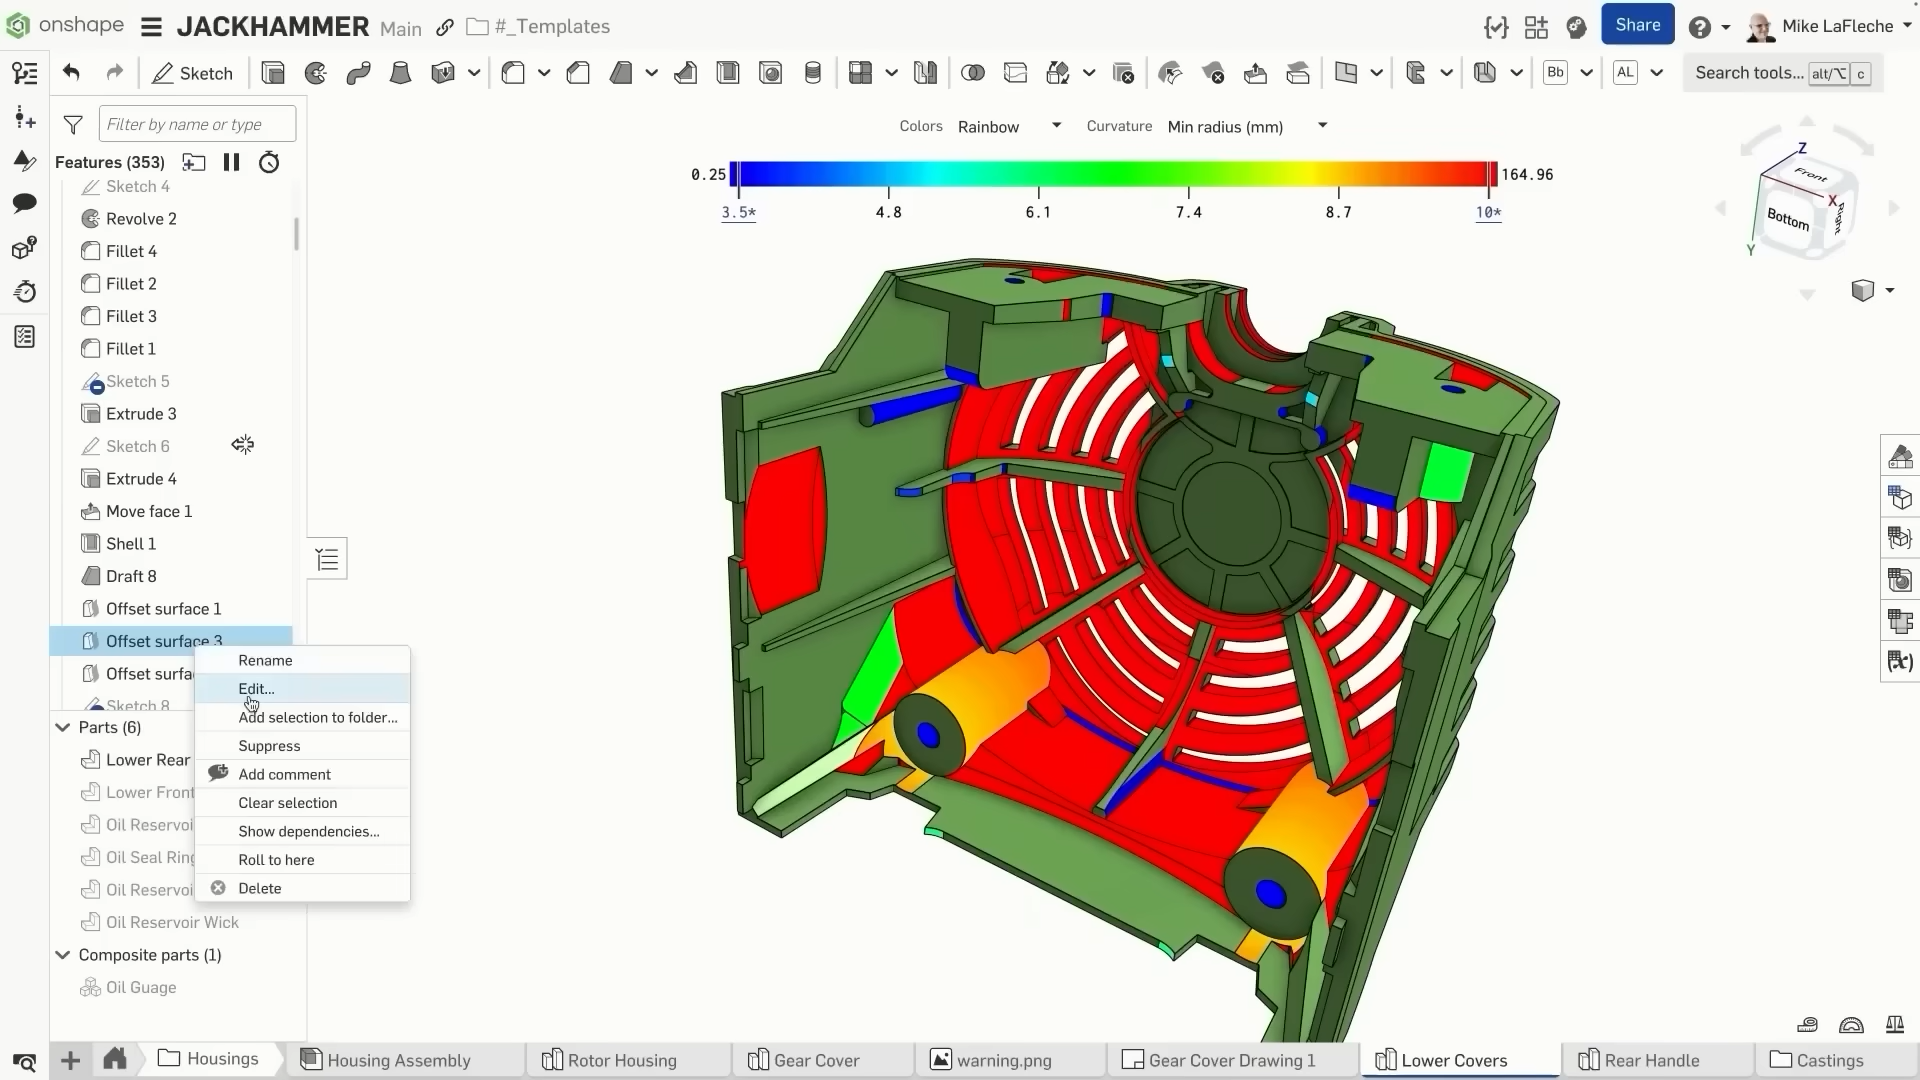 onshape JACKHAMMER Main #_Templates Share Mike LaFleche
Sketch Bb AL Search tools... alt/⌥ c
Filter by name or type
Features (353)
Sketch 4
Revolve 2
Fillet 4
Fillet 2
Fillet 3
Fillet 1
Sketch 5
Extrude 3
Sketch 6
Extrude 4
Move face 1
Shell 1
Draft 8
Offset surface 1
Offset surface 3
Offset surfa
Sketch 8
Rename
Edit...
Add selection to folder...
Suppress
Add comment
Clear selection
Show dependencies...
Roll to here
Delete
Parts (6)
Lower Rear
Lower Front
Oil Reservoi
Oil Seal Ring
Oil Reservoi
Oil Reservoir Wick
Composite parts (1)
Oil Guage
Colors Rainbow Curvature Min radius (mm)
0.25 164.96
3.5* 4.8 6.1 7.4 8.7 10*
Z
Front
X
Bottom Right
Y
Housings Housing Assembly Rotor Housing Gear Cover warning.png Gear Cover Drawing 1 Lower Covers Rear Handle Castings